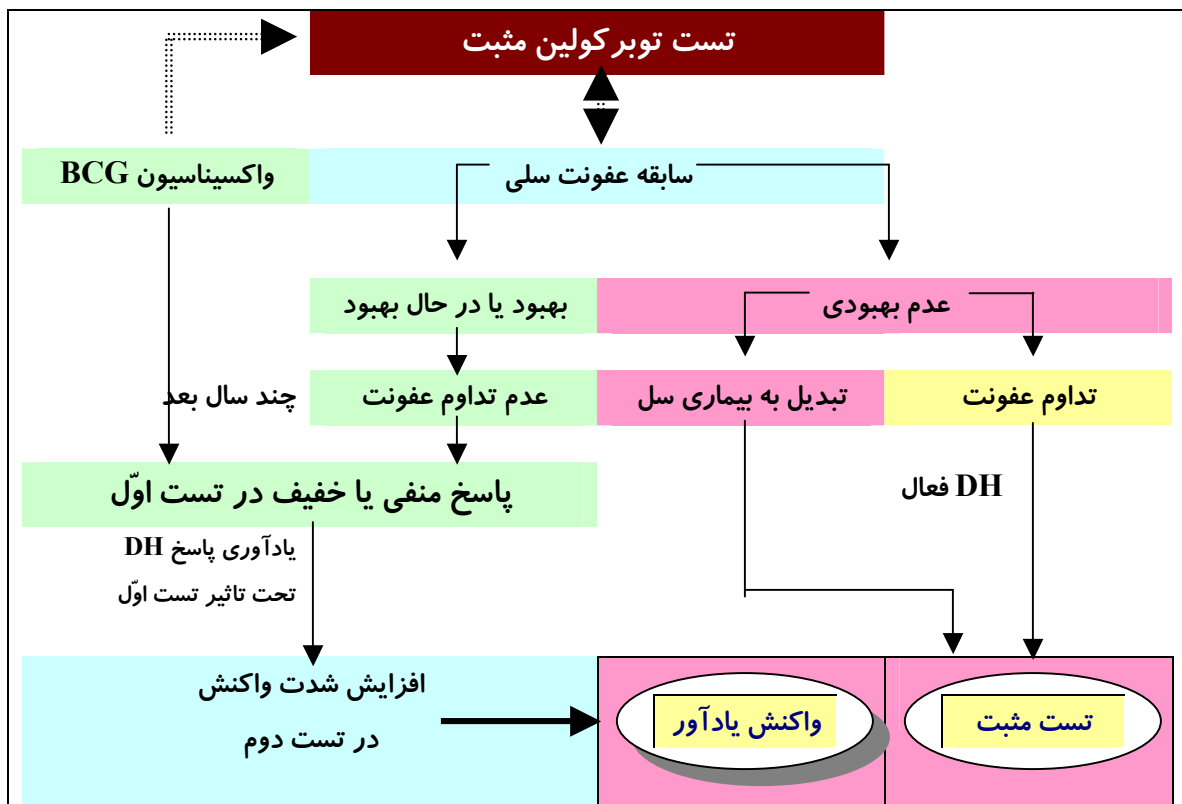 تست توبرکولین مثبت
سابقه عفونت سلی
واکسیناسیون BCG
عدم بهبودی
بهبود یا در حال بهبود
تداوم عفونت
تبدیل به بیماری سل
عدم تداوم عفونت
چند سال بعد
DH فعال
پاسخ منفی یا خفیف در تست اوّل
یادآوری پاسخ DH
تحت تاثیر تست اوّل
تست مثبت
واکنش یادآور
افزایش شدت واکنش
در تست دوم